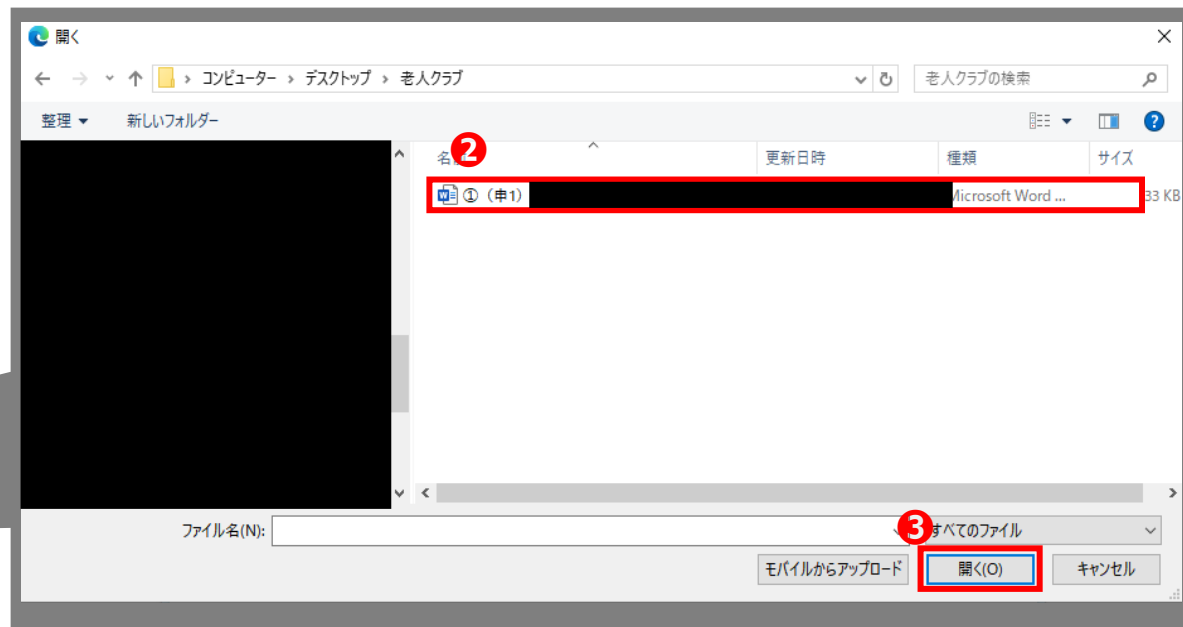 開く
コンピューター › デスクトップ › 老人クラブ
老人クラブの検索
整理 新しいフォルダー
❷
更新日時 種類 サイズ
① (申1) Microsoft Word ... 33 KB
ファイル名(N):
❸ すべてのファイル
モバイルからアップロード 開く(O) キャンセル